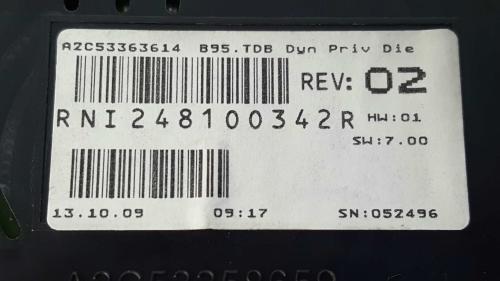 A2C53363614 B95.TDB Dyn Priv Die
REV: 02
RNI248100342R HW:01
SW:7.00
13.10.09 09:17 SN:052496